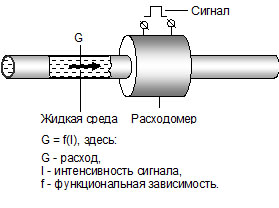 Сигнал
G
Жидкая среда
Расходомер
G = f(I), здесь:
G - расход,
I - интенсивность сигнала,
f - функциональная зависимость.